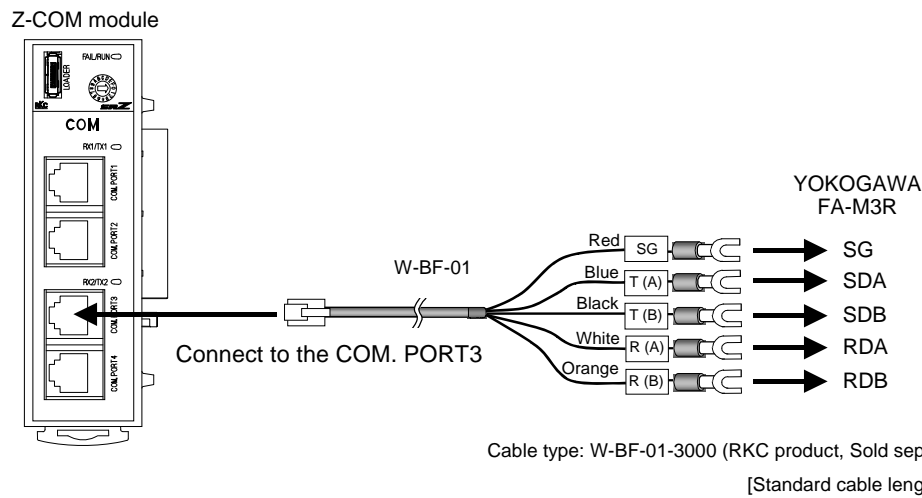 Z-COM module
FAIL/RUN
LOADER
RKC
SRZ
COM
RX1/TX1
COM.PORT1
COM.PORT2
RX2/TX2
COM.PORT3
COM.PORT4
Connect to the COM. PORT3
W-BF-01
Red
SG
Blue
T (A)
Black
T (B)
White
R (A)
Orange
R (B)
YOKOGAWA
FA-M3R
SG
SDA
SDB
RDA
RDB
Cable type: W-BF-01-3000 (RKC product, Sold sep
[Standard cable leng